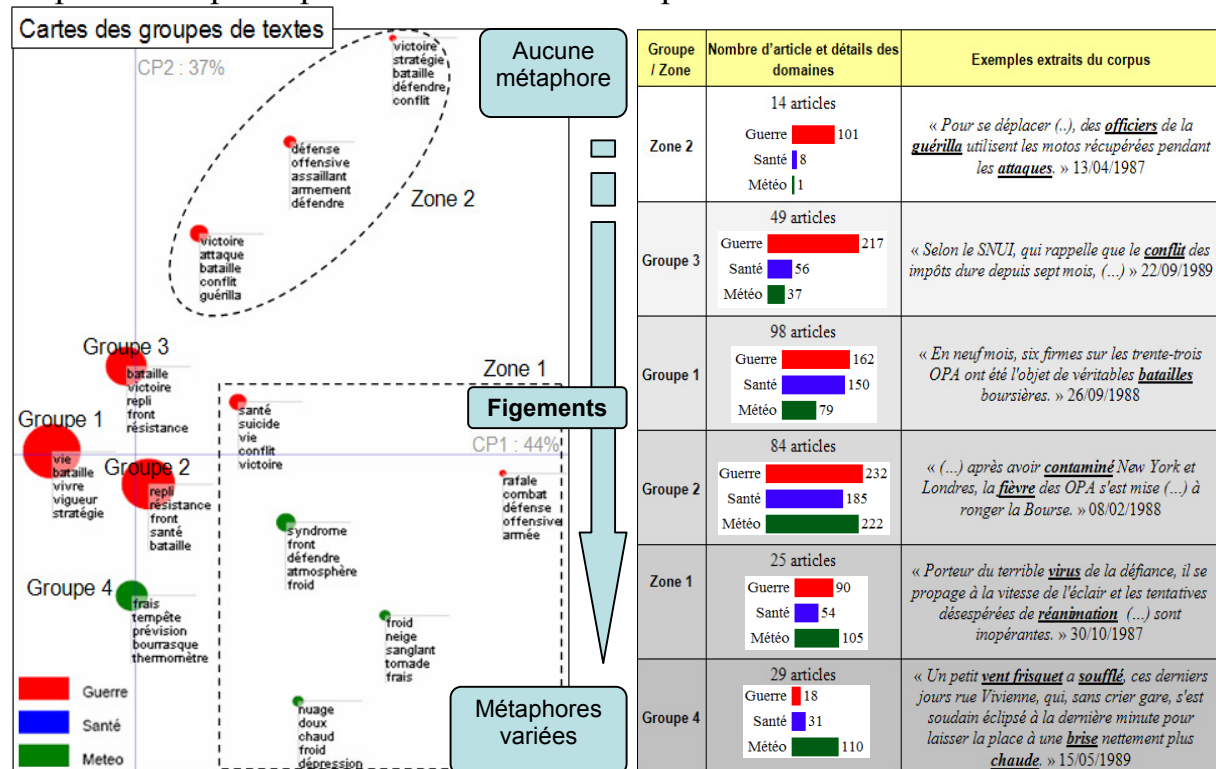 Cartes des groupes de textes
CP2 : 37%
victoire
stratégie
bataille
défendre
conflit
défense
offensive
assaillant
armement
défendre
Zone 2
victoire
attaque
bataille
conflit
guérilla
Groupe 3
bataille
victoire
repli
front
résistance
Zone 1
santé
suicide
vie
conflit
victoire
CP1 : 44%
Groupe 1
vie
bataille
vivre
vigueur
stratégie
Groupe 2
repli
résistance
front
santé
bataille
rafale
combat
défense
offensive
armée
syndrome
front
défendre
atmosphère
froid
Groupe 4
frais
tempête
prévision
bourrasque
thermomètre
froid
neige
sanglant
tornade
frais
nuage
doux
chaud
froid
dépression
Guerre
Santé
Meteo
Aucune
métaphore
Figements
Métaphores
variées
Groupe
/ Zone
Nombre d'article et détails des
domaines
Exemples extraits du corpus
Zone 2
14 articles
Guerre 101
Santé 8
Météo 1
« Pour se déplacer (..), des officiers de la
guérilla utilisent les motos récupérées pendant
les attaques. » 13/04/1987
Groupe 3
49 articles
Guerre 217
Santé 56
Météo 37
« Selon le SNUI, qui rappelle que le conflit des
impôts dure depuis sept mois, (…) » 22/09/1989
Groupe 1
98 articles
Guerre 162
Santé 150
Météo 79
« En neuf mois, six firmes sur les trente-trois
OPA ont été l'objet de véritables batailles
boursières. » 26/09/1988
Groupe 2
84 articles
Guerre 232
Santé 185
Météo 222
« (…) après avoir contaminé New York et
Londres, la fièvre des OPA s'est mise (…) à
ronger la Bourse. » 08/02/1988
Zone 1
25 articles
Guerre 90
Santé 54
Météo 105
« Porteur du terrible virus de la défiance, il se
propage à la vitesse de l'éclair et les tentatives
désespérées de réanimation (…) sont
inopérantes. » 30/10/1987
Groupe 4
29 articles
Guerre 18
Santé 31
Météo 110
« Un petit vent frisquet a soufflé, ces derniers
jours rue Vivienne, qui, sans crier gare, s'est
soudain éclipsé à la dernière minute pour
laisser la place à une brise nettement plus
chaude. » 15/05/1989